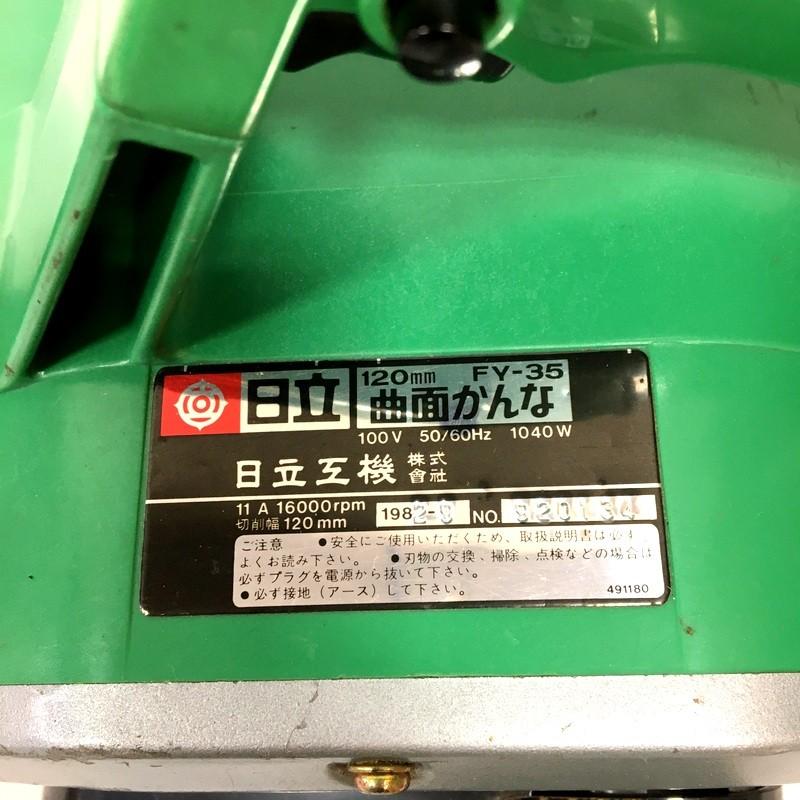 日立 120mm FY-35
曲面かんな
100V 50/60Hz 1040W
日立工機 株式會社
11A 16000rpm 198 NO.
切削幅 120mm
ご注意 ●安全にご使用いただくため、取扱説明書は必ず、
よくお読み下さい。 ●刃物の交換、掃除、点検などの場合は
必ずプラグを電源から抜いて下さい。
●必ず接地(アース)して下さい。 491180